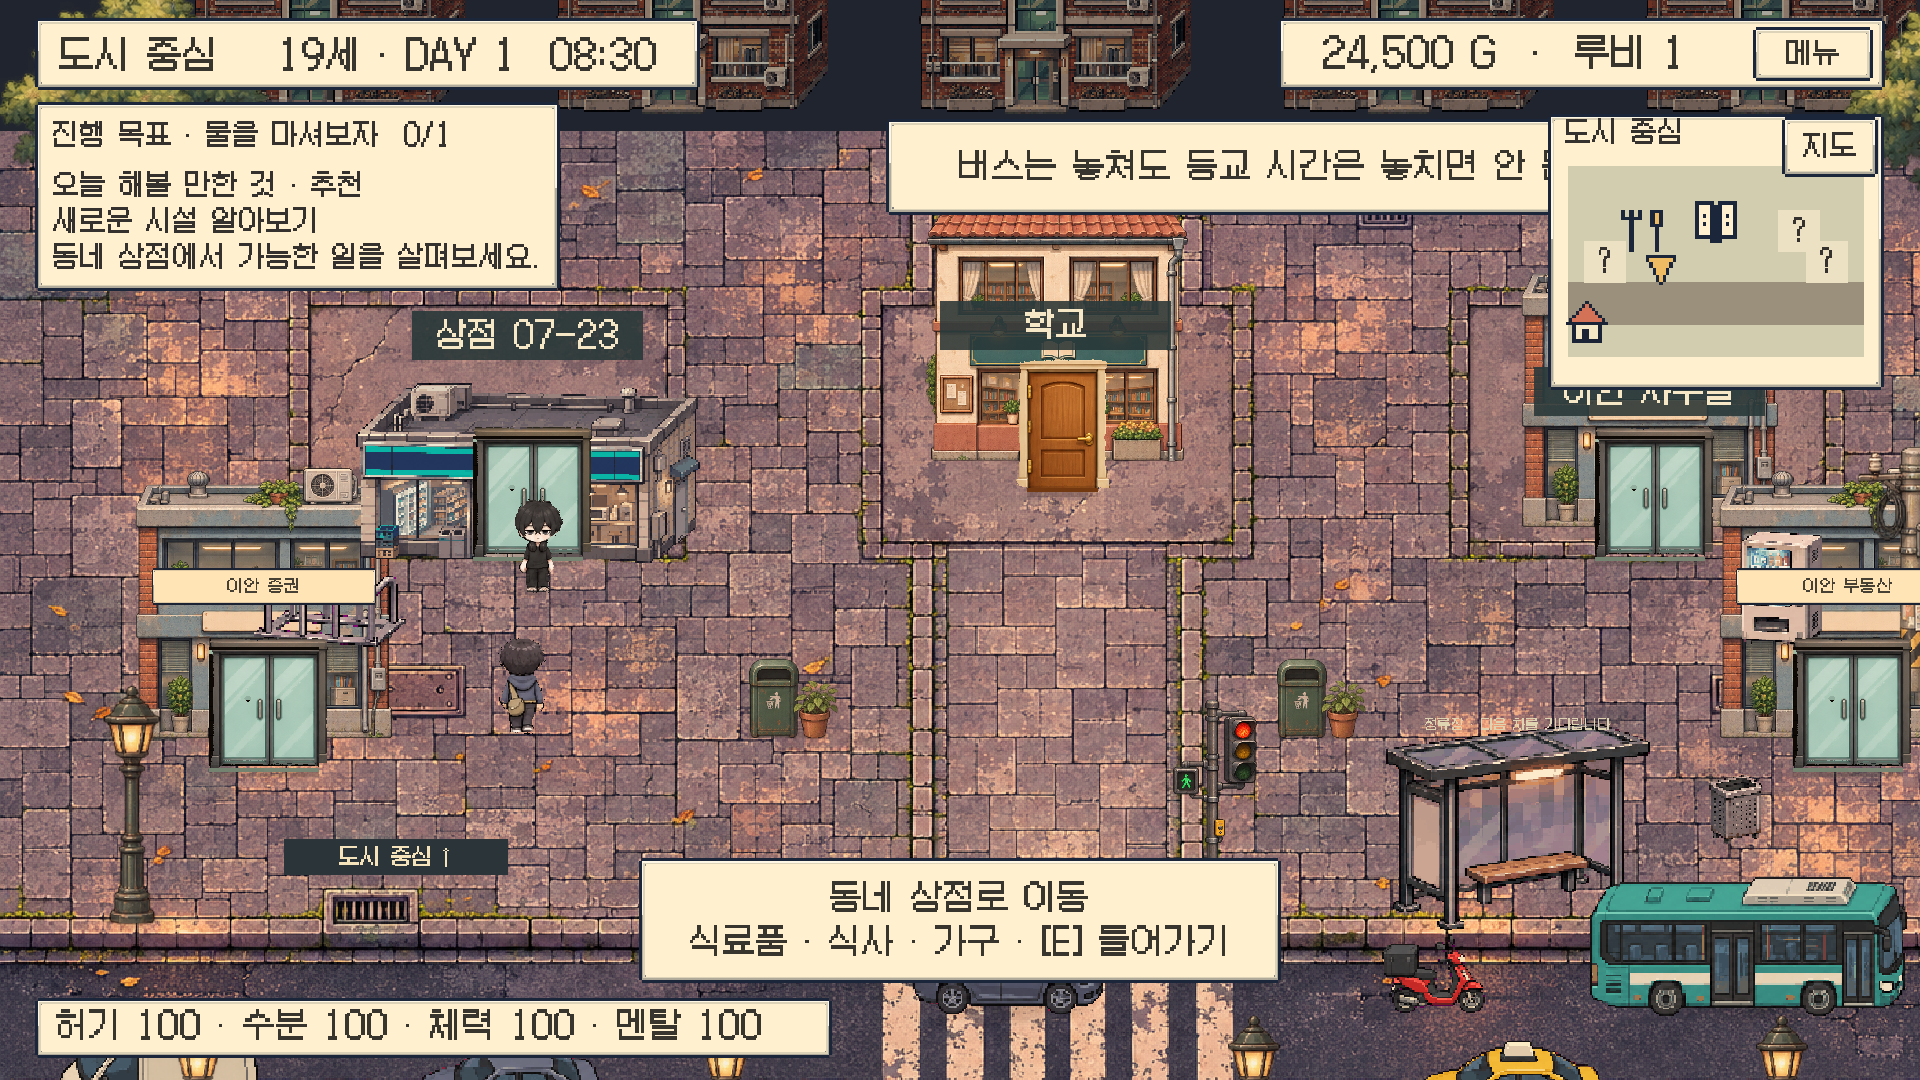 도시 중심 19세 · DAY 1 08:30
24,500 G · 루비 1
메뉴
진행 목표 · 물을 마셔보자 0/1
오늘 해볼 만한 것 · 추천
새로운 시설 알아보기
동네 상점에서 가능한 일을 살펴보세요.
버스는 놓쳐도 등교 시간은 놓치면 안
도시 중심
지도
?
?
?
상점 07-23
학교
이안 증권
이안 부동산
도시 중심 ↑
동네 상점로 이동
식료품 · 식사 · 가구 · [E] 들어가기
허기 100 · 수분 100 · 체력 100 · 멘탈 100